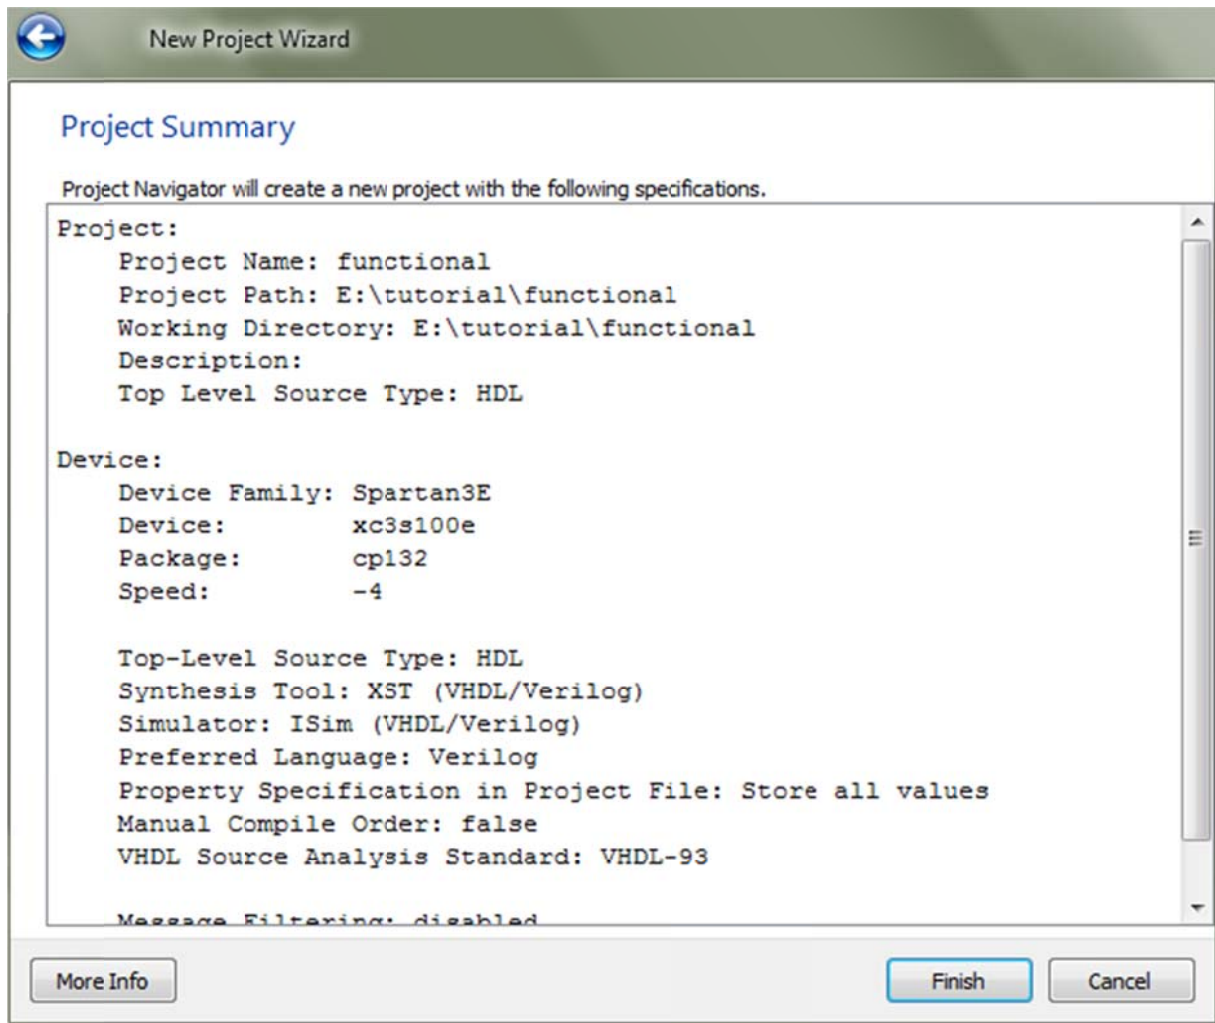 New Project Wizard
Project Summary
Project Navigator will create a new project with the following specifications.
Project:
Project Name: functional
Project Path: E:\tutorial\functional
Working Directory: E:\tutorial\functional
Description:
Top Level Source Type: HDL
Device:
Device Family: Spartan3E
Device: xc3s100e
Package: cp132
Speed: -4
Top-Level Source Type: HDL
Synthesis Tool: XST (VHDL/Verilog)
Simulator: ISim (VHDL/Verilog)
Preferred Language: Verilog
Property Specification in Project File: Store all values
Manual Compile Order: false
VHDL Source Analysis Standard: VHDL-93
Message Filtering: disabled
More Info Finish Cancel